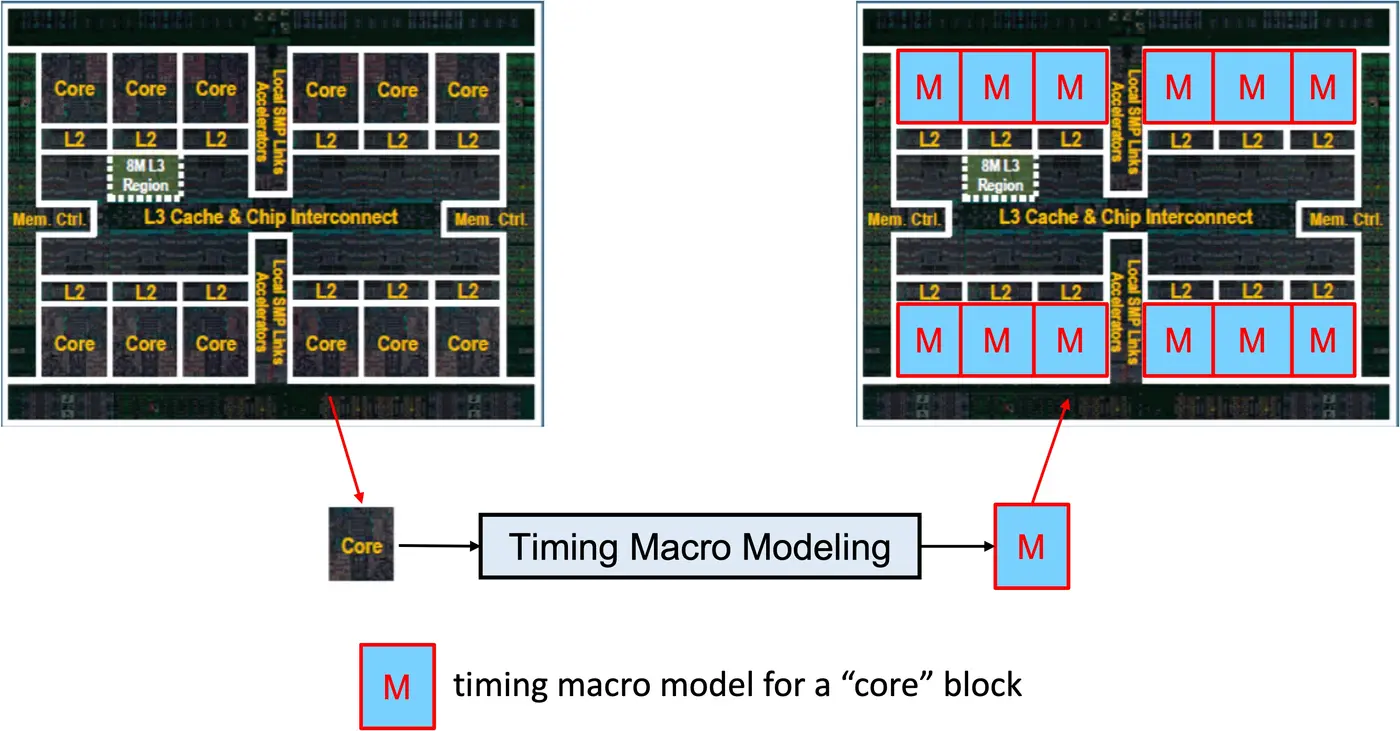 Core Core Core Core Core Core
L2 L2 L2 L2 L2 L2
Local SMP Links
Accelerators
8M L3
Region
Mem. Ctrl. L3 Cache & Chip Interconnect Mem. Ctrl.
Local SMP Links
Accelerators
L2 L2 L2 L2 L2 L2
Core Core Core Core Core Core
M M M M M M
L2 L2 L2 L2 L2 L2
Local SMP Links
Accelerators
8M L3
Region
Mem. Ctrl. L3 Cache & Chip Interconnect Mem. Ctrl.
Local SMP Links
Accelerators
L2 L2 L2 L2 L2 L2
M M M M M M
Core
Timing Macro Modeling
M
M
timing macro model for a “core” block